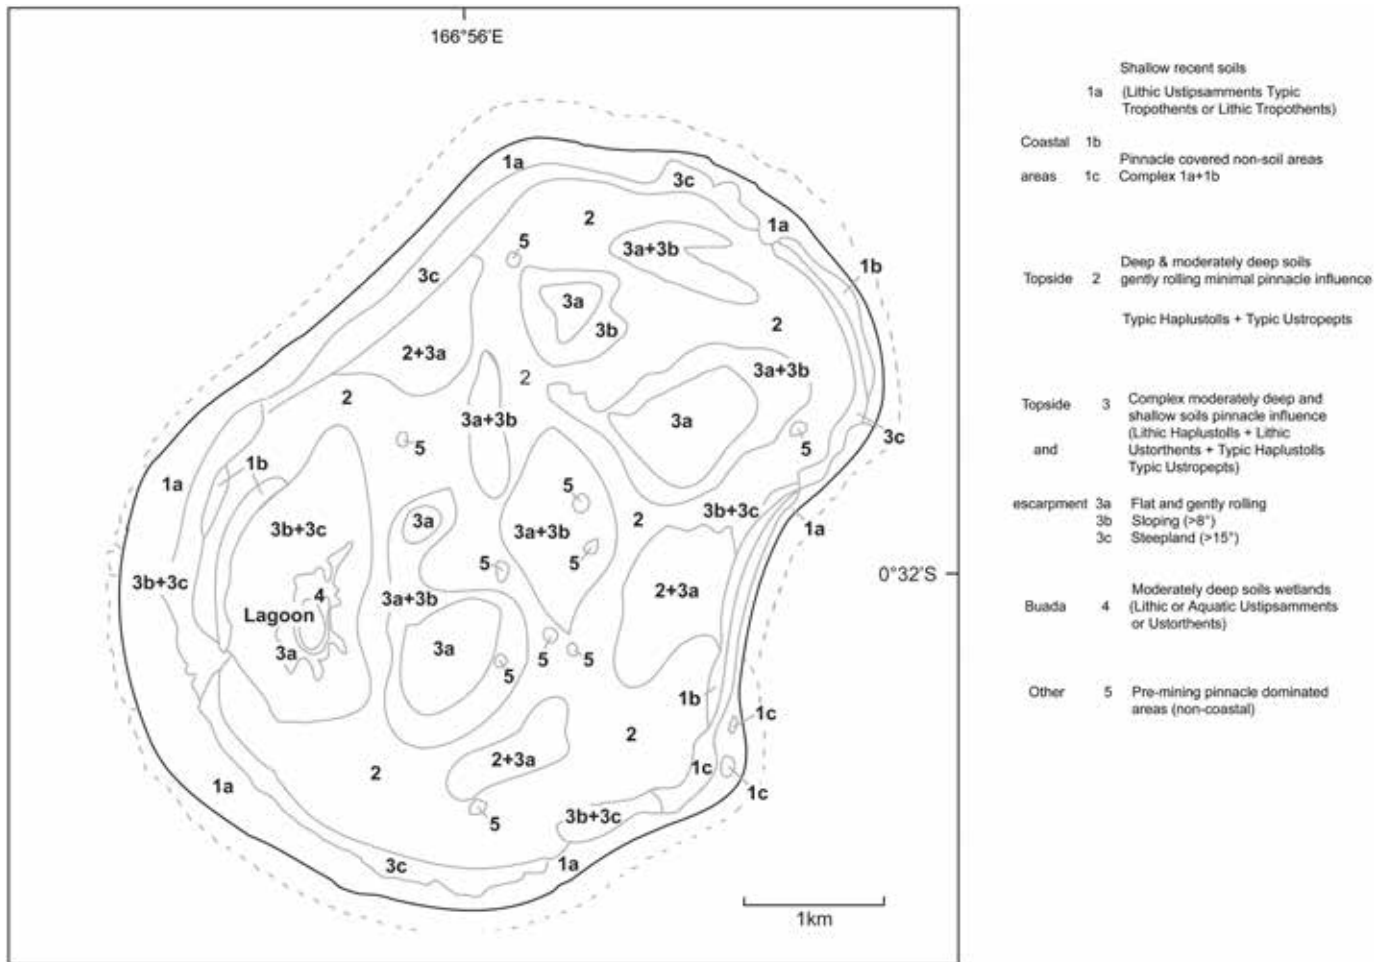 166°56'E
1a
3c
2
1a
5
3a+3b
3c
1b
3a
3b
2
2+3a
2
3a+3b
2
3a+3b
3a
5
5
3c
1b
1a
5
3b+3c
3b+3c
3a
3a+3b
2
1a
5
5
0°32'S
3b+3c
4
3a+3b
2+3a
Lagoon
3a
3a
5
5
5
1b
1c
2
2+3a
1c
2
1a
1c
3b+3c
5
3c
1a
1km
Shallow recent soils
1a (Lithic Ustipsamments Typic
Tropothents or Lithic Tropothents)
Coastal 1b
Pinnacle covered non-soil areas
areas 1c Complex 1a+1b
Deep & moderately deep soils
Topside 2 gently rolling minimal pinnacle influence
Typic Haplustolls + Typic Ustropepts
Topside 3 Complex moderately deep and
shallow soils pinnacle influence
(Lithic Haplustolls + Lithic
and Ustorthents + Typic Haplustolls
Typic Ustropepts)
escarpment 3a Flat and gently rolling
3b Sloping (>8°)
3c Steepland (>15°)
Moderately deep soils wetlands
Buada 4 (Lithic or Aquatic Ustipsamments
or Ustorthents)
Other 5 Pre-mining pinnacle dominated
areas (non-coastal)